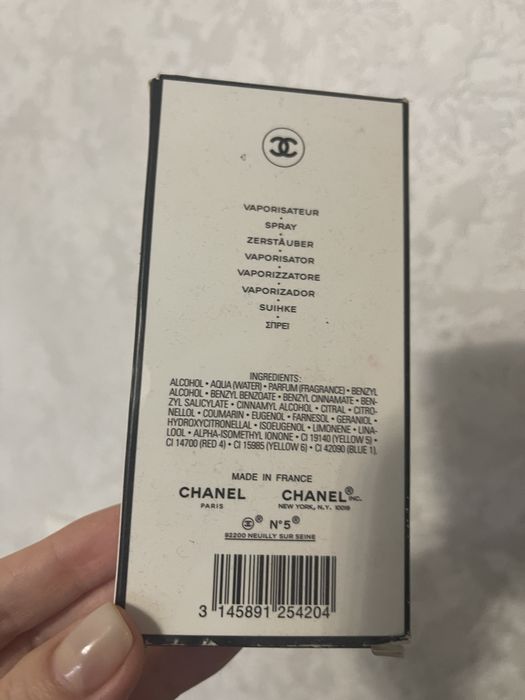 VAPORISATEUR
SPRAY
ZERSTÄUBER
VAPORISATOR
VAPORIZZATORE
VAPORIZADOR
SUIHKE
ΣΠΡΕΪ
INGREDIENTS:
ALCOHOL • AQUA (WATER) • PARFUM (FRAGRANCE) • BENZYL
ALCOHOL • BENZYL BENZOATE • BENZYL CINNAMATE • BEN-
ZYL SALICYLATE • CINNAMYL ALCOHOL • CITRAL • CITRO-
NELLOL • COUMARIN • EUGENOL • FARNESOL • GERANIOL •
HYDROXYCITRONELLAL • ISOEUGENOL • LIMONENE • LINA-
LOOL • ALPHA-ISOMETHYL IONONE • CI 19140 (YELLOW 5) •
CI 14700 (RED 4) • CI 15985 (YELLOW 6) • CI 42090 (BLUE 1).
MADE IN FRANCE
CHANEL CHANEL® INC.
PARIS NEW YORK, N.Y. 10019
® N°5®
92200 NEUILLY SUR SEINE
3 145891 254204